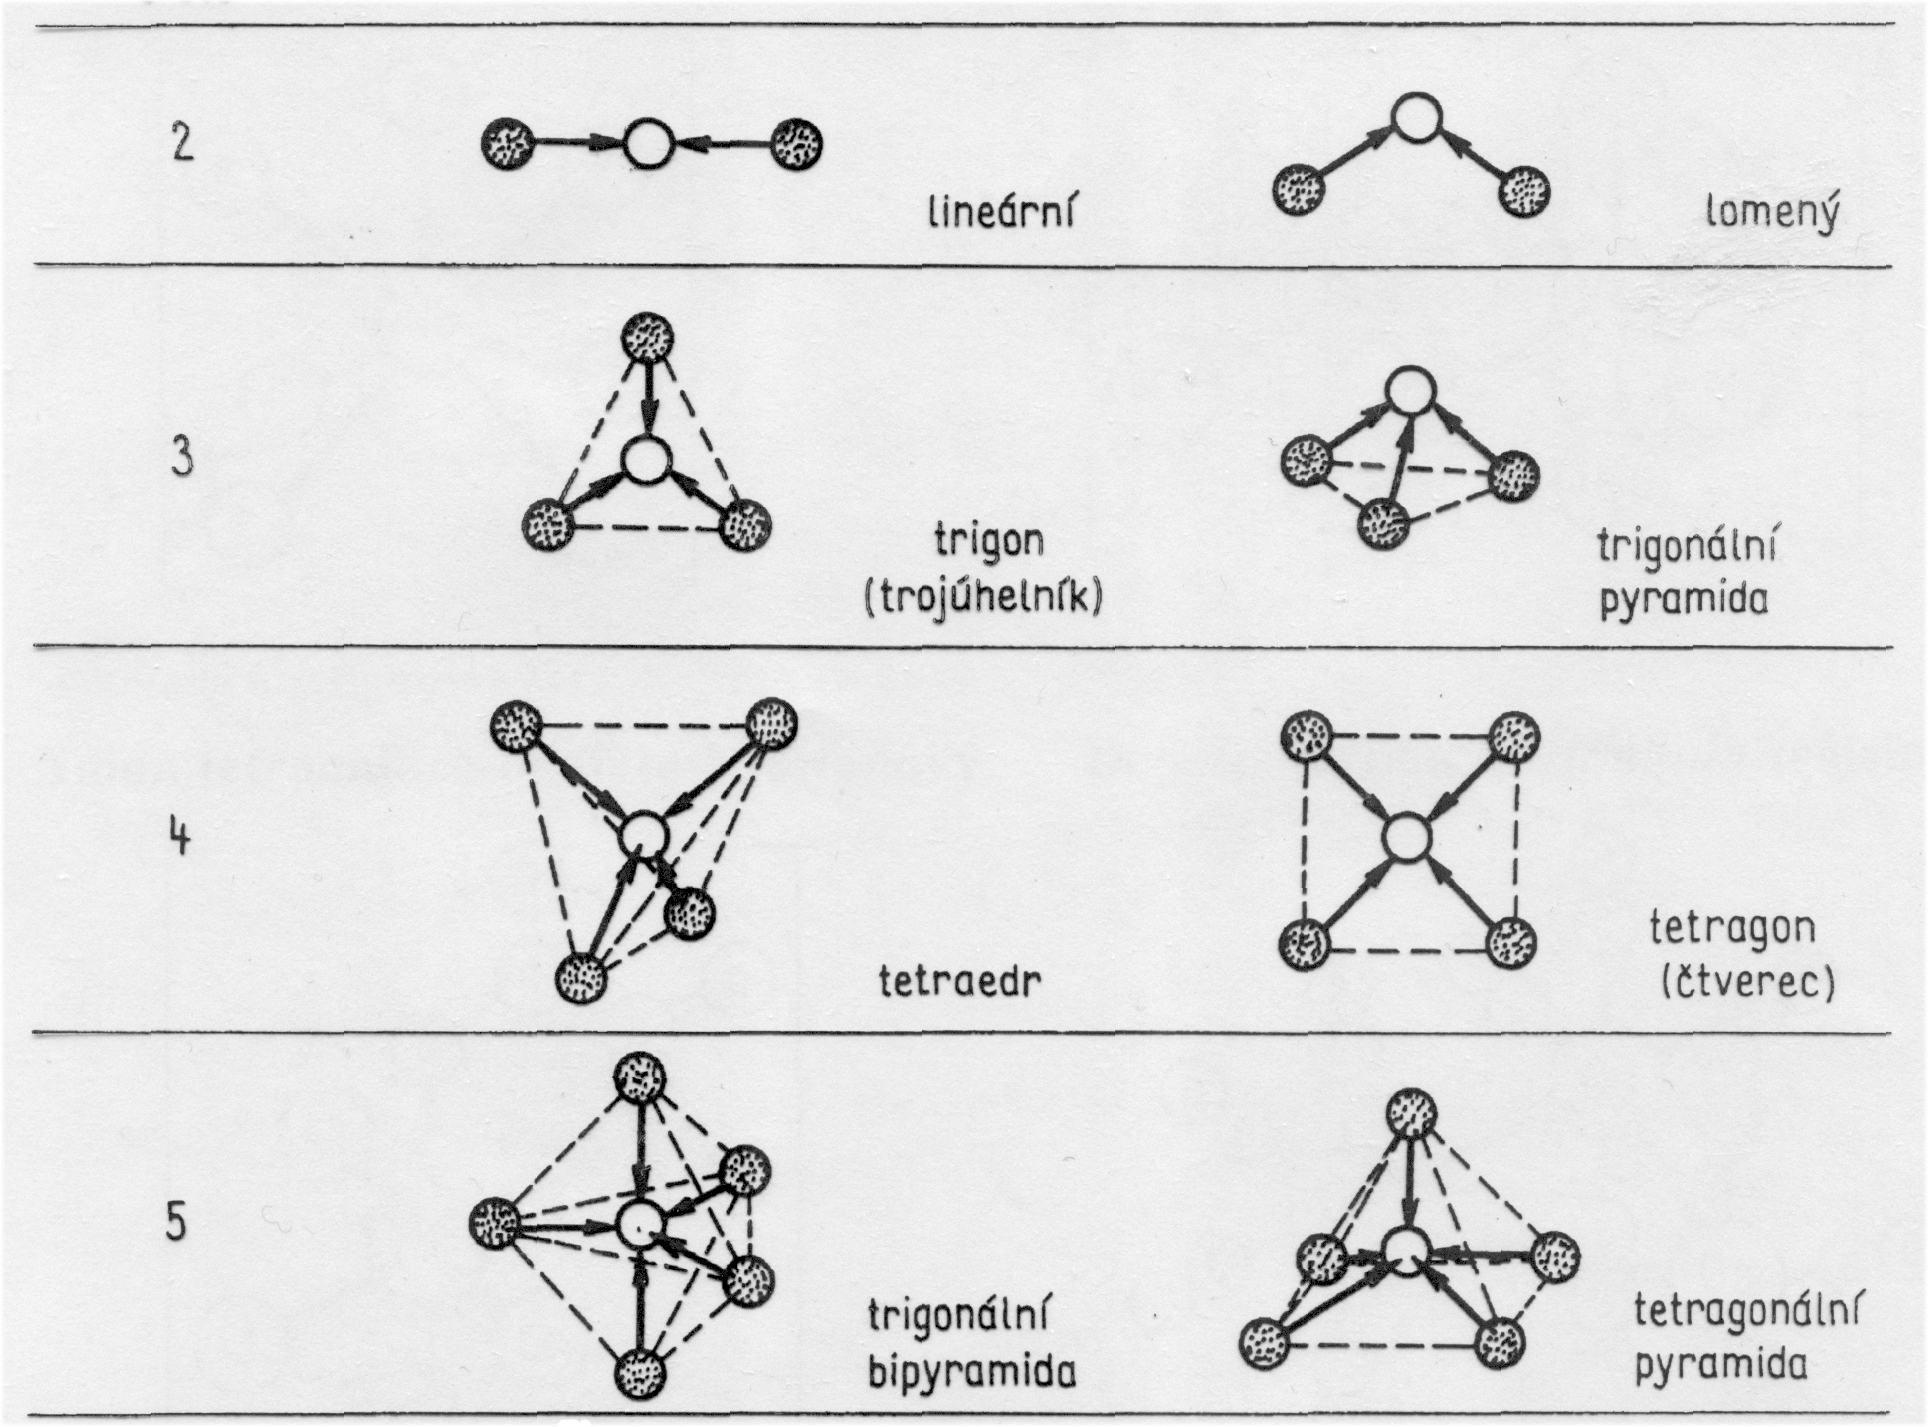 2
lineární
lomený
3
trigon
(trojúhelník)
trigonální
pyramida
4
tetraedr
tetragon
(čtverec)
5
trigonální
bipyramida
tetragonální
pyramida